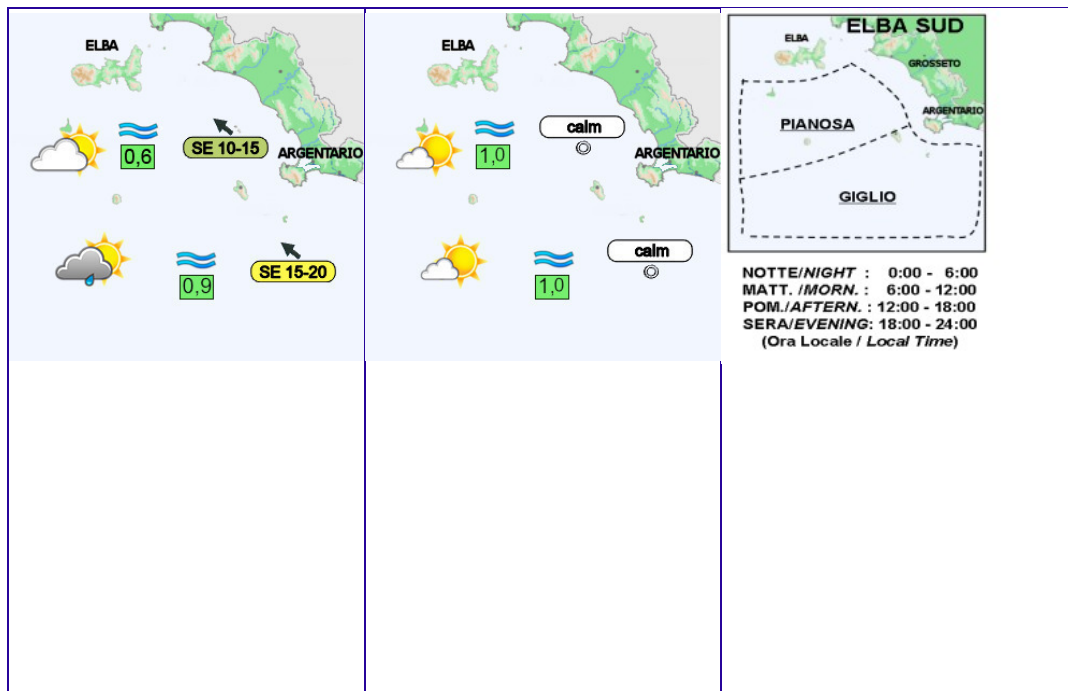 ELBA
0,6
SE 10-15
ARGENTARIO
0,9
SE 15-20
ELBA
1,0
calm
ARGENTARIO
1,0
calm
ELBA SUD
ELBA
GROSSETO
ARGENTARIO
PIANOSA
GIGLIO
NOTTE/NIGHT : 0:00 - 6:00
MATT. /MORN. : 6:00 - 12:00
POM./AFTERN. : 12:00 - 18:00
SERA/EVENING: 18:00 - 24:00
(Ora Locale / Local Time)